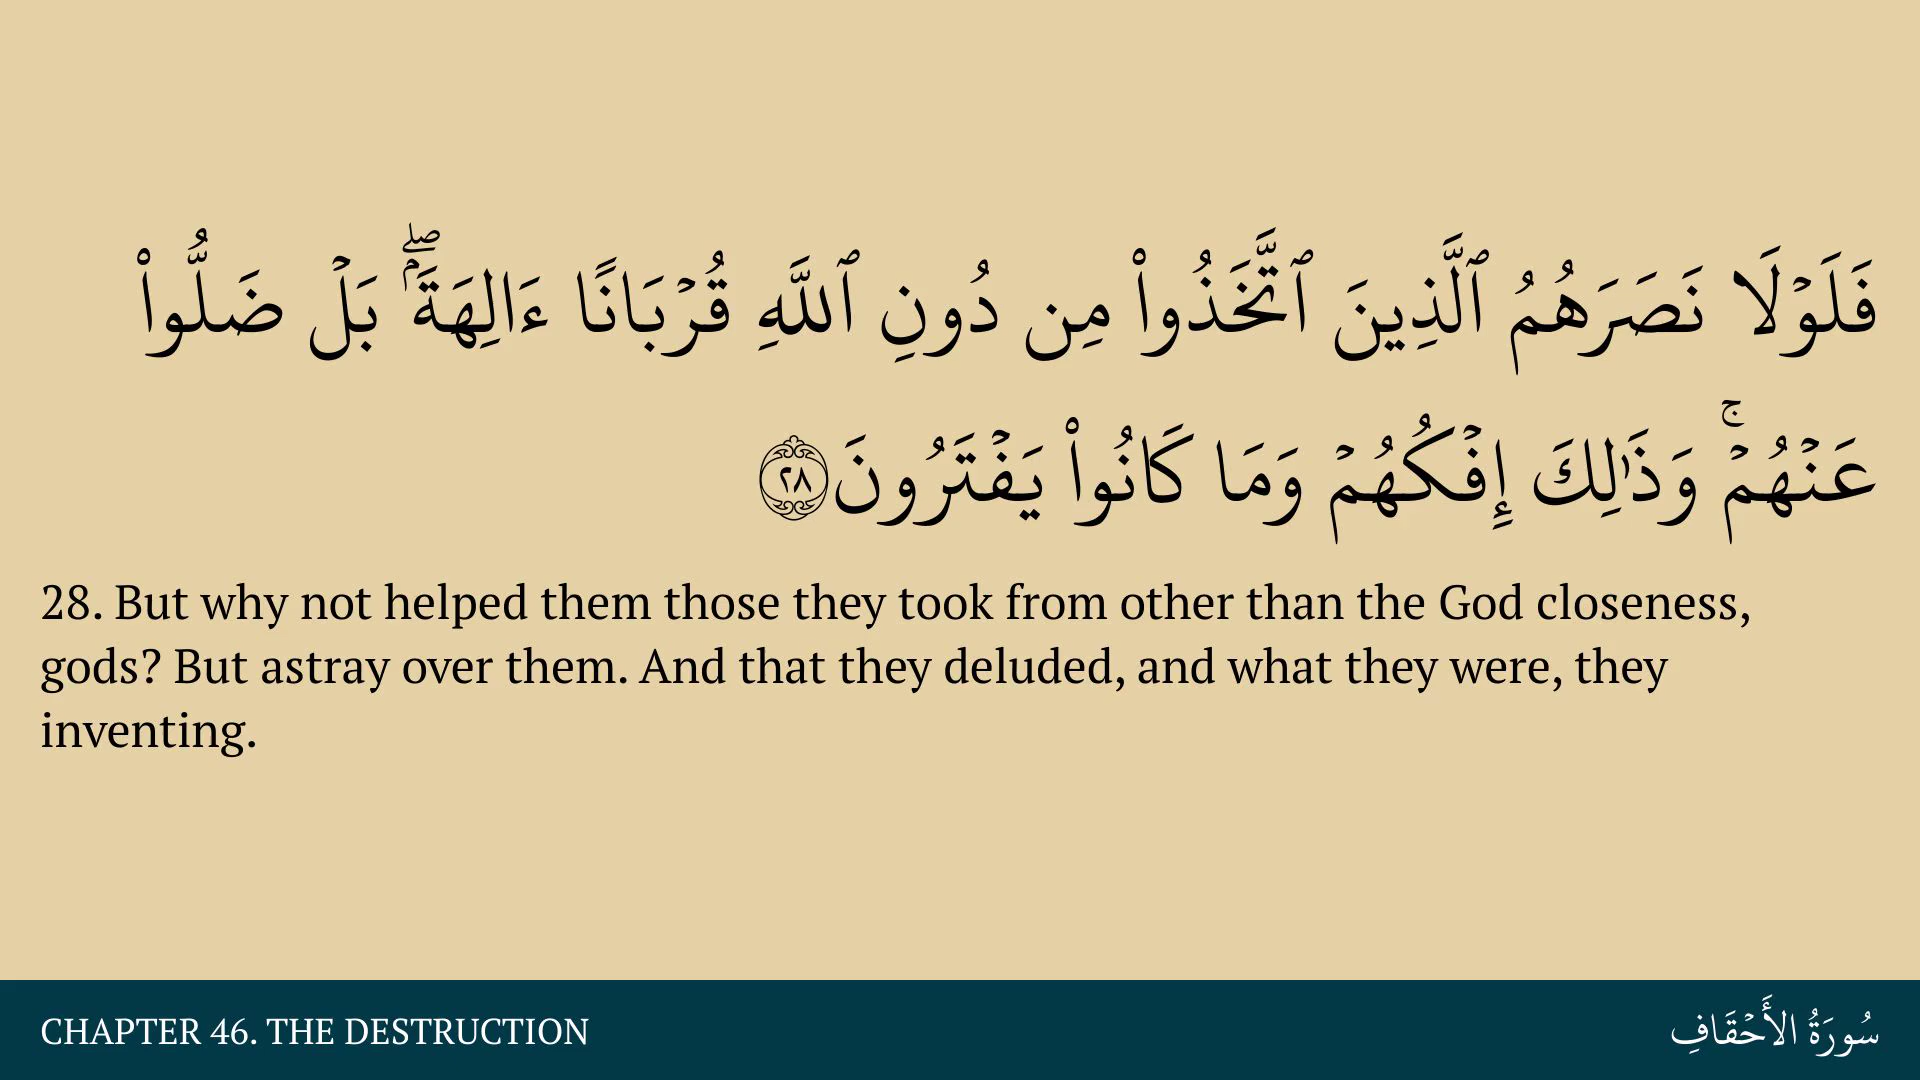 فَلَوۡلَا نَصَرَهُمُ ٱلَّذِينَ ٱتَّخَذُواْ مِن دُونِ ٱللَّهِ قُرۡبَانًا ءَالِهَةَۢۖ بَلۡ ضَلُّواْ
عَنۡهُمۡۚ وَذَٰلِكَ إِفۡكُهُمۡ وَمَا كَانُواْ يَفۡتَرُونَ ٢٨
28. But why not helped them those they took from other than the God closeness,
gods? But astray over them. And that they deluded, and what they were, they
inventing.
CHAPTER 46. THE DESTRUCTION
سُورَةُ الأَحۡقَافِ